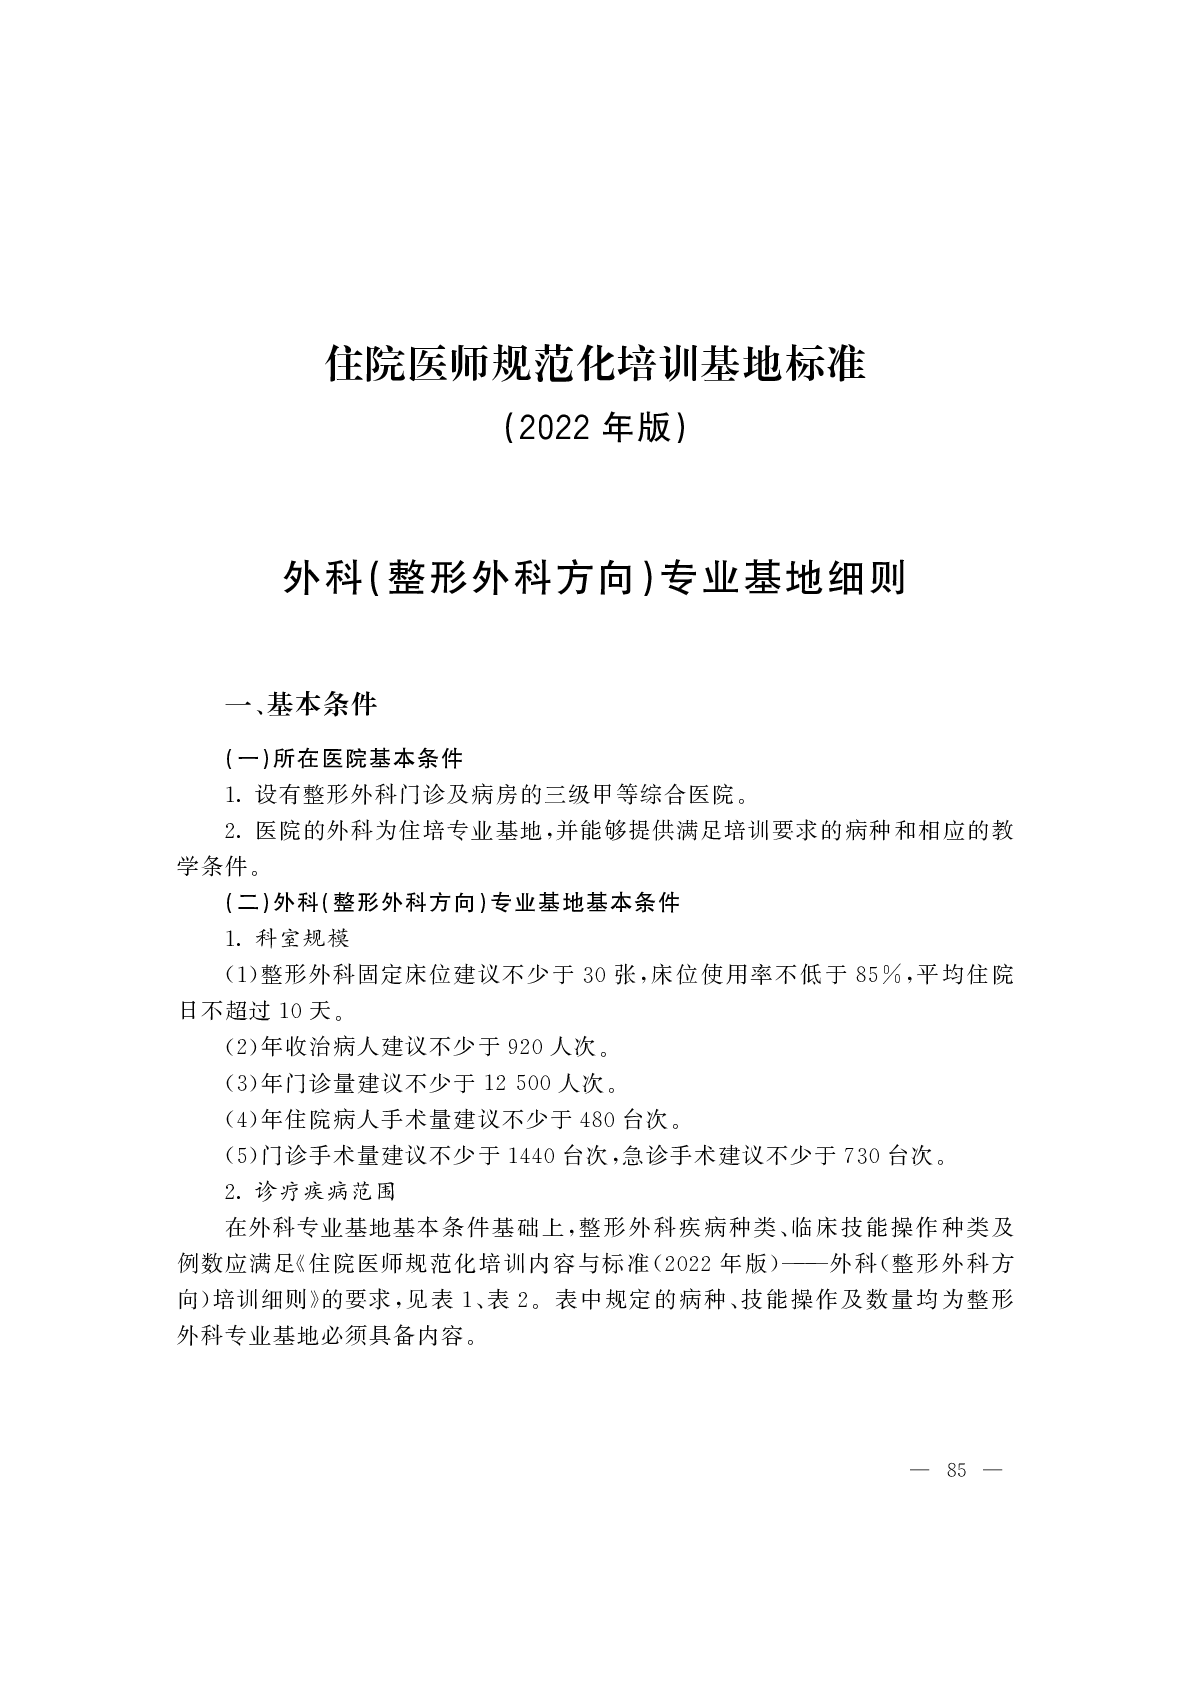 住院医师规范化培训基地标准
(2022 年版)
外科(整形外科方向)专业基地细则
一、基本条件
(一)所在医院基本条件
1. 设有整形外科门诊及病房的三级甲等综合医院。
2. 医院的外科为住培专业基地,并能够提供满足培训要求的病种和相应的教
学条件。
(二)外科(整形外科方向)专业基地基本条件
1. 科室规模
(1)整形外科固定床位建议不少于 30 张,床位使用率不低于 85%,平均住院
日不超过 10 天。
(2)年收治病人建议不少于 920 人次。
(3)年门诊量建议不少于 12 500 人次。
(4)年住院病人手术量建议不少于 480 台次。
(5)门诊手术量建议不少于 1440 台次,急诊手术建议不少于 730 台次。
2. 诊疗疾病范围
在外科专业基地基本条件基础上,整形外科疾病种类、临床技能操作种类及
例数应满足《住院医师规范化培训内容与标准(2022 年版)——外科(整形外科方
向)培训细则》的要求,见表 1、表 2。表中规定的病种、技能操作及数量均为整形
外科专业基地必须具备内容。
— 85 —